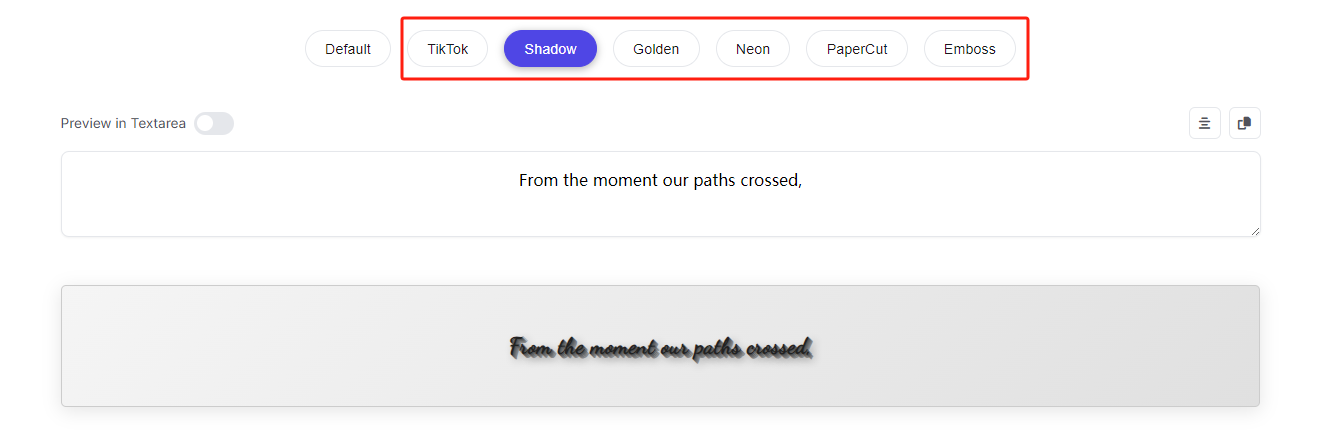 Default TikTok Shadow Golden Neon PaperCut Emboss
Preview in Textarea
From the moment our paths crossed,
From the moment our paths crossed,